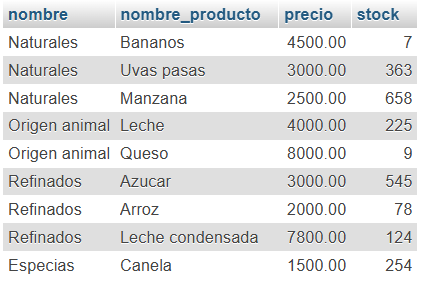 nombre nombre_producto precio stock
Naturales Bananos 4500.00 7
Naturales Uvas pasas 3000.00 363
Naturales Manzana 2500.00 658
Origen animal Leche 4000.00 225
Origen animal Queso 8000.00 9
Refinados Azucar 3000.00 545
Refinados Arroz 2000.00 78
Refinados Leche condensada 7800.00 124
Especias Canela 1500.00 254